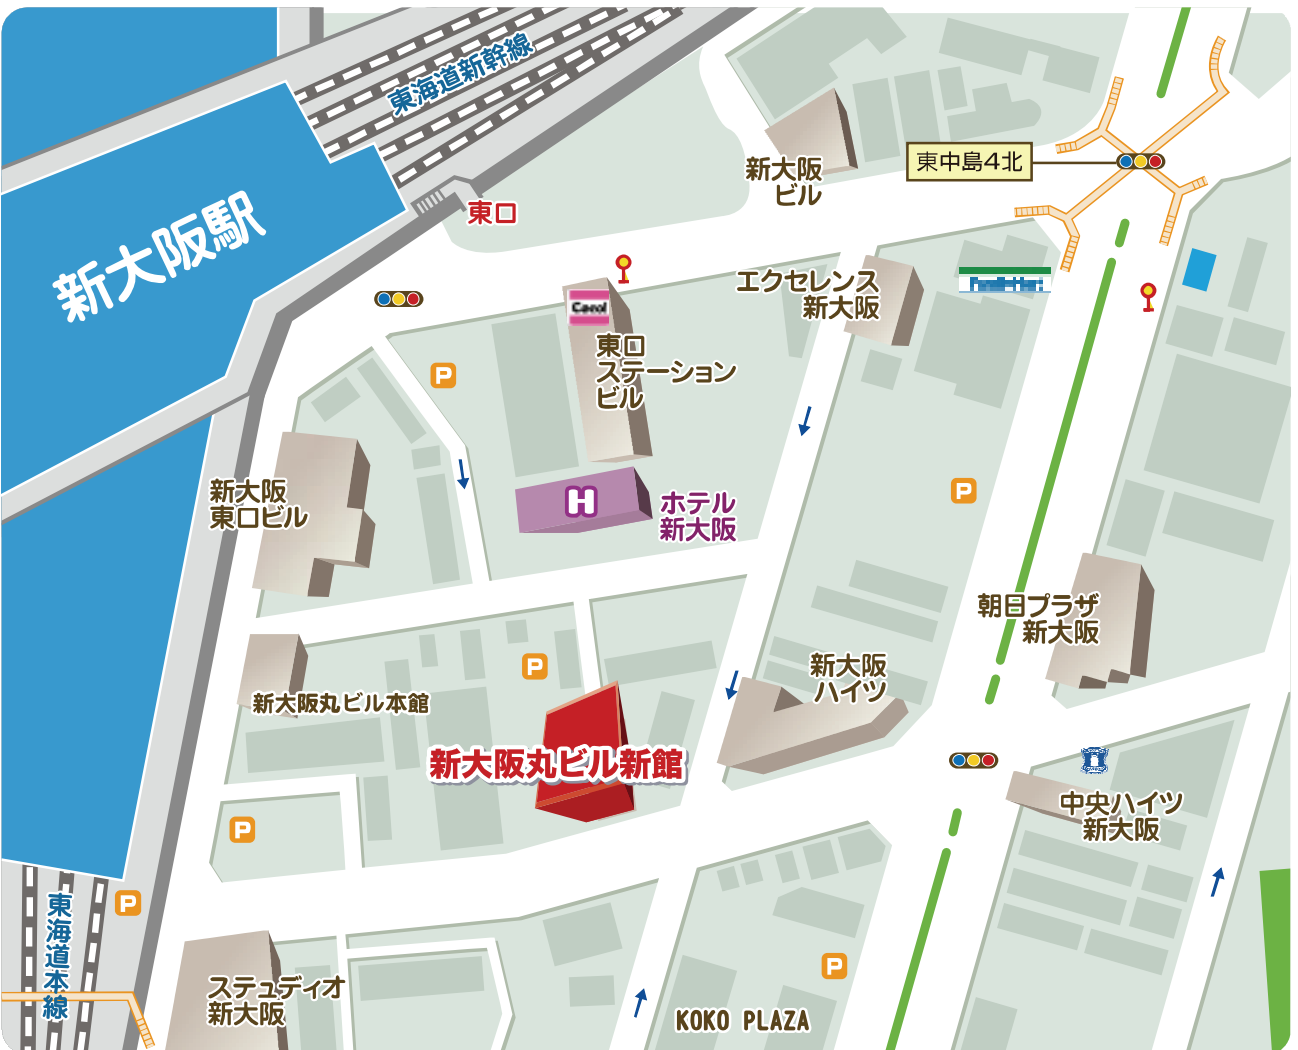 東海道新幹線
新大阪駅
東口
新大阪
ビル
東中島4北
エクセレンス
新大阪
Carol
東口
ステーション
ビル
P
新大阪
東口ビル
H
ホテル
新大阪
P
朝日プラザ
新大阪
P
新大阪
ハイツ
新大阪丸ビル本館
新大阪丸ビル新館
中央ハイツ
新大阪
P
P
東海道本線
ステュディオ
新大阪
P
KOKO PLAZA